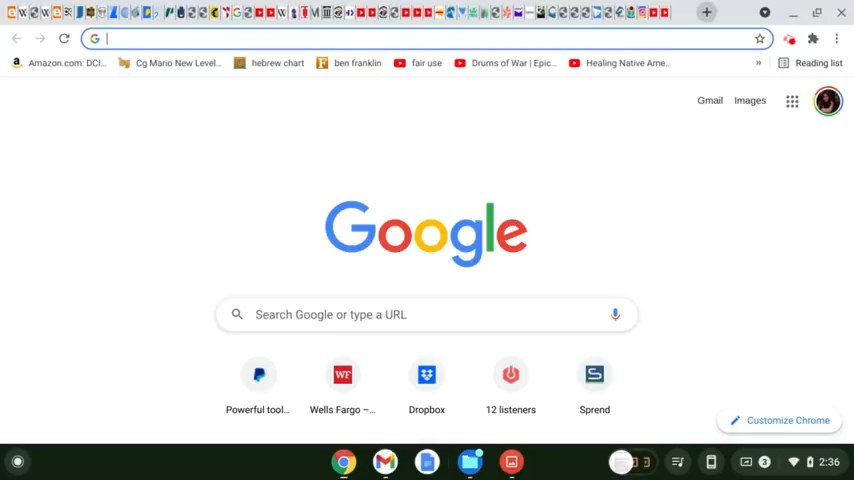 Amazon.com: DCI...
Cg Mario New Level...
hebrew chart
ben franklin
fair use
Drums of War | Epic...
Healing Native Ame...
»
Reading list
Gmail
Images
Google
Search Google or type a URL
Powerful tool...
Wells Fargo –...
Dropbox
12 listeners
Sprend
Customize Chrome
3
2:36